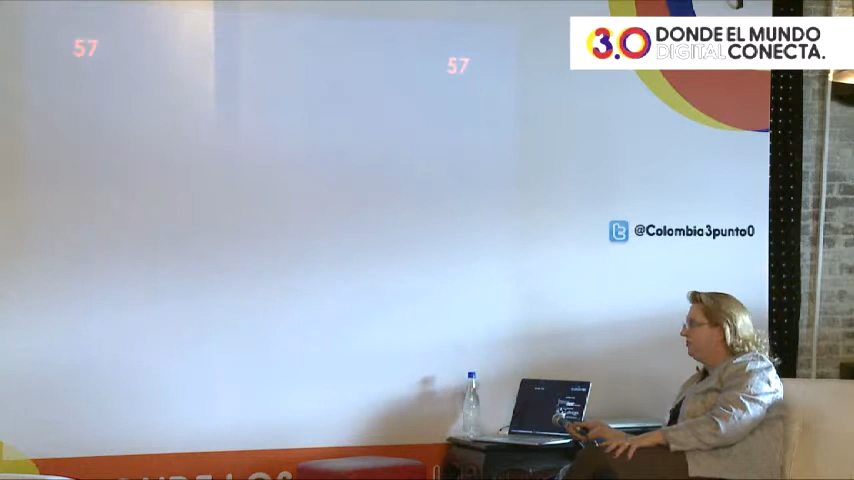 57
57
3.0
DONDE EL MUNDO
DIGITAL CONECTA.
@Colombia3punto0